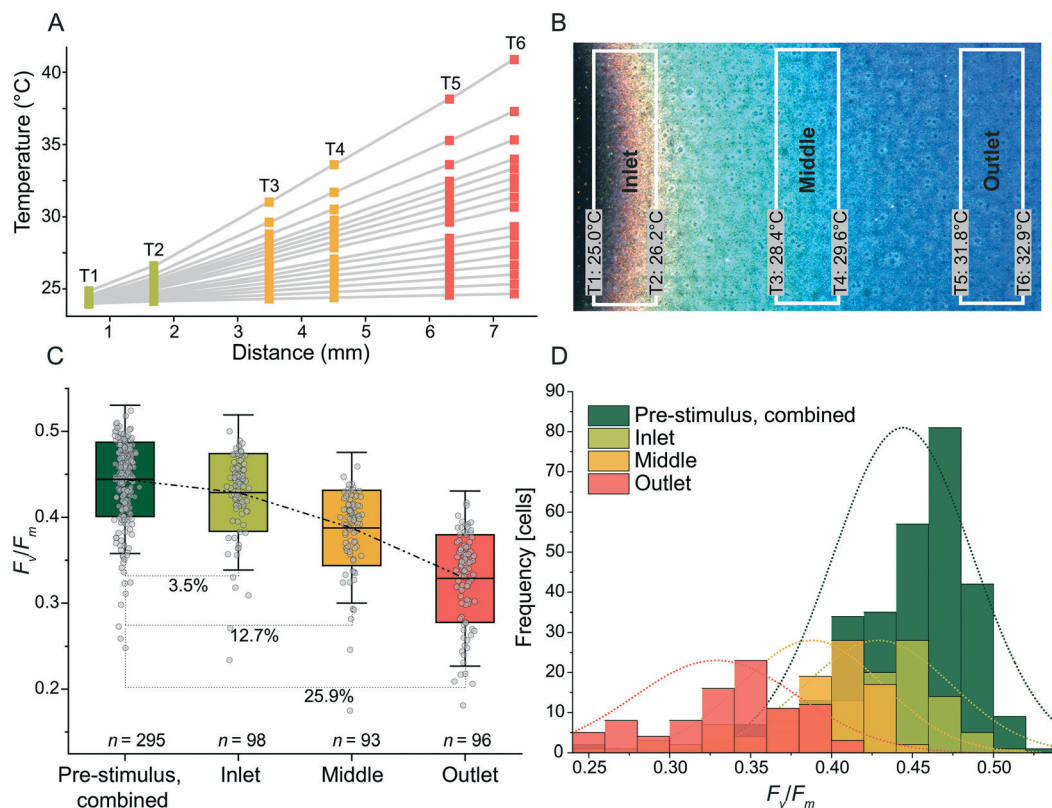 A
T6
T5
T4
T3
T2
T1
40
35
30
25
Temperature (°C)
1 2 3 4 5 6 7
Distance (mm)
B
Inlet
Middle
Outlet
T1: 25.0°C
T2: 26.2°C
T3: 28.4°C
T4: 29.6°C
T5: 31.8°C
T6: 32.9°C
C
0.5
0.4
0.3
0.2
Fv/Fm
3.5%
12.7%
25.9%
n = 295 n = 98 n = 93 n = 96
Pre-stimulus, Inlet Middle Outlet
combined
D
90
80
70
60
50
40
30
20
10
0
Frequency [cells]
Pre-stimulus, combined
Inlet
Middle
Outlet
0.25 0.30 0.35 0.40 0.45 0.50
Fv/Fm